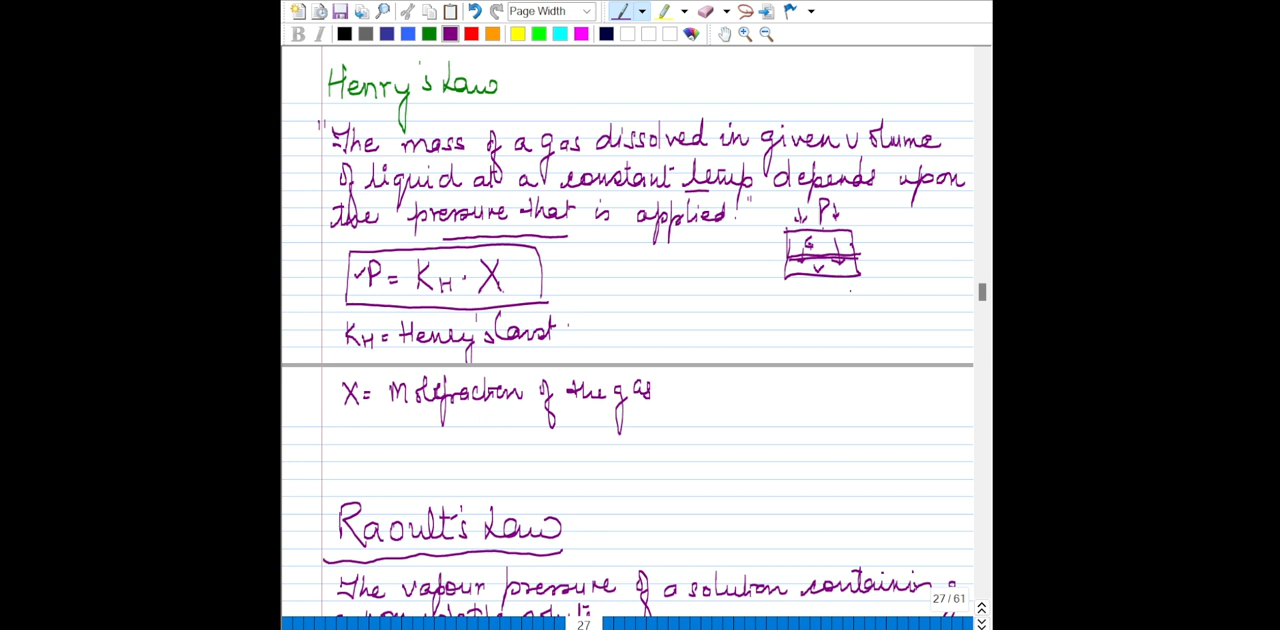 Page Width
B I
Henry's Law
"The mass of a gas dissolved in given volume
of liquid at a constant temp depends upon
the pressure that is applied."
↓ P↓
G
✓P = KH · X
KH = Henry's Const
X = Molefraction of the gas
Raoult's Law
The vapour pressure of a solution containing
a non volatile
27 / 61
27